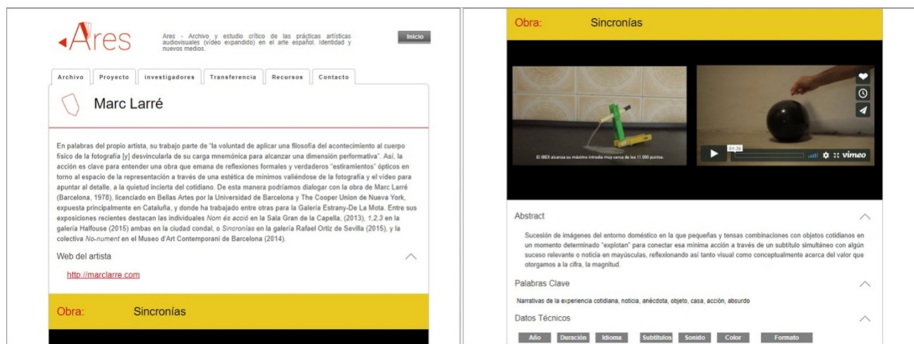 Ares
Ares - Archivo y estudio crítico de las prácticas artísticas
audiovisuales (vídeo expandido) en el arte español. Identidad y
nuevos medios.
Inicio
Archivo Proyecto Investigadores Transferencia Recursos Contacto
Marc Larré
En palabras del propio artista, su trabajo parte de "la voluntad de aplicar una filosofía del acontecimiento al cuerpo
físico de la fotografía [y] desvincularla de su carga mnemónica para alcanzar una dimensión performativa". Así, la
acción es clave para entender una obra que emana de reflexiones formales y verdaderos "estiramientos" ópticos en
torno al espacio de la representación a través de una estética de mínimos valiéndose de la fotografía y el vídeo para
apuntar al detalle, a la quietud incierta del cotidiano. De esta manera podríamos dialogar con la obra de Marc Larré
(Barcelona, 1978), licenciado en Bellas Artes por la Universidad de Barcelona y The Cooper Union de Nueva York,
expuesta principalmente en Cataluña, y donde ha trabajado entre otras para la Galería Estrany-De La Mota. Entre sus
exposiciones recientes destacan las individuales Nom és acció en la Sala Gran de la Capella, (2013), 1,2,3 en la
galería Halfouse (2015) ambas en la ciudad condal, o Sincronías en la galería Rafael Ortiz de Sevilla (2015), y la
colectiva No-nument en el Museo d'Art Contemporani de Barcelona (2014).
Web del artista
http://marclarre.com
Obra: Sincronías
Obra: Sincronías
El IBEX alcanza su máximo intradía muy cerca de los 11.000 puntos.
vimeo
Abstract
Sucesión de imágenes del entorno doméstico en la que pequeñas y tensas combinaciones con objetos cotidianos en
un momento determinado "explotan" para conectar esa mínima acción a través de un subtítulo simultáneo con algún
suceso relevante o noticia en mayúsculas, reflexionando así tanto visual como conceptualmente acerca del valor que
otorgamos a la cifra, la magnitud.
Palabras Clave
Narrativas de la experiencia cotidiana, noticia, anécdota, objeto, casa, acción, absurdo
Datos Técnicos
Año Duración Idioma Subtítulos Sonido Color Formato